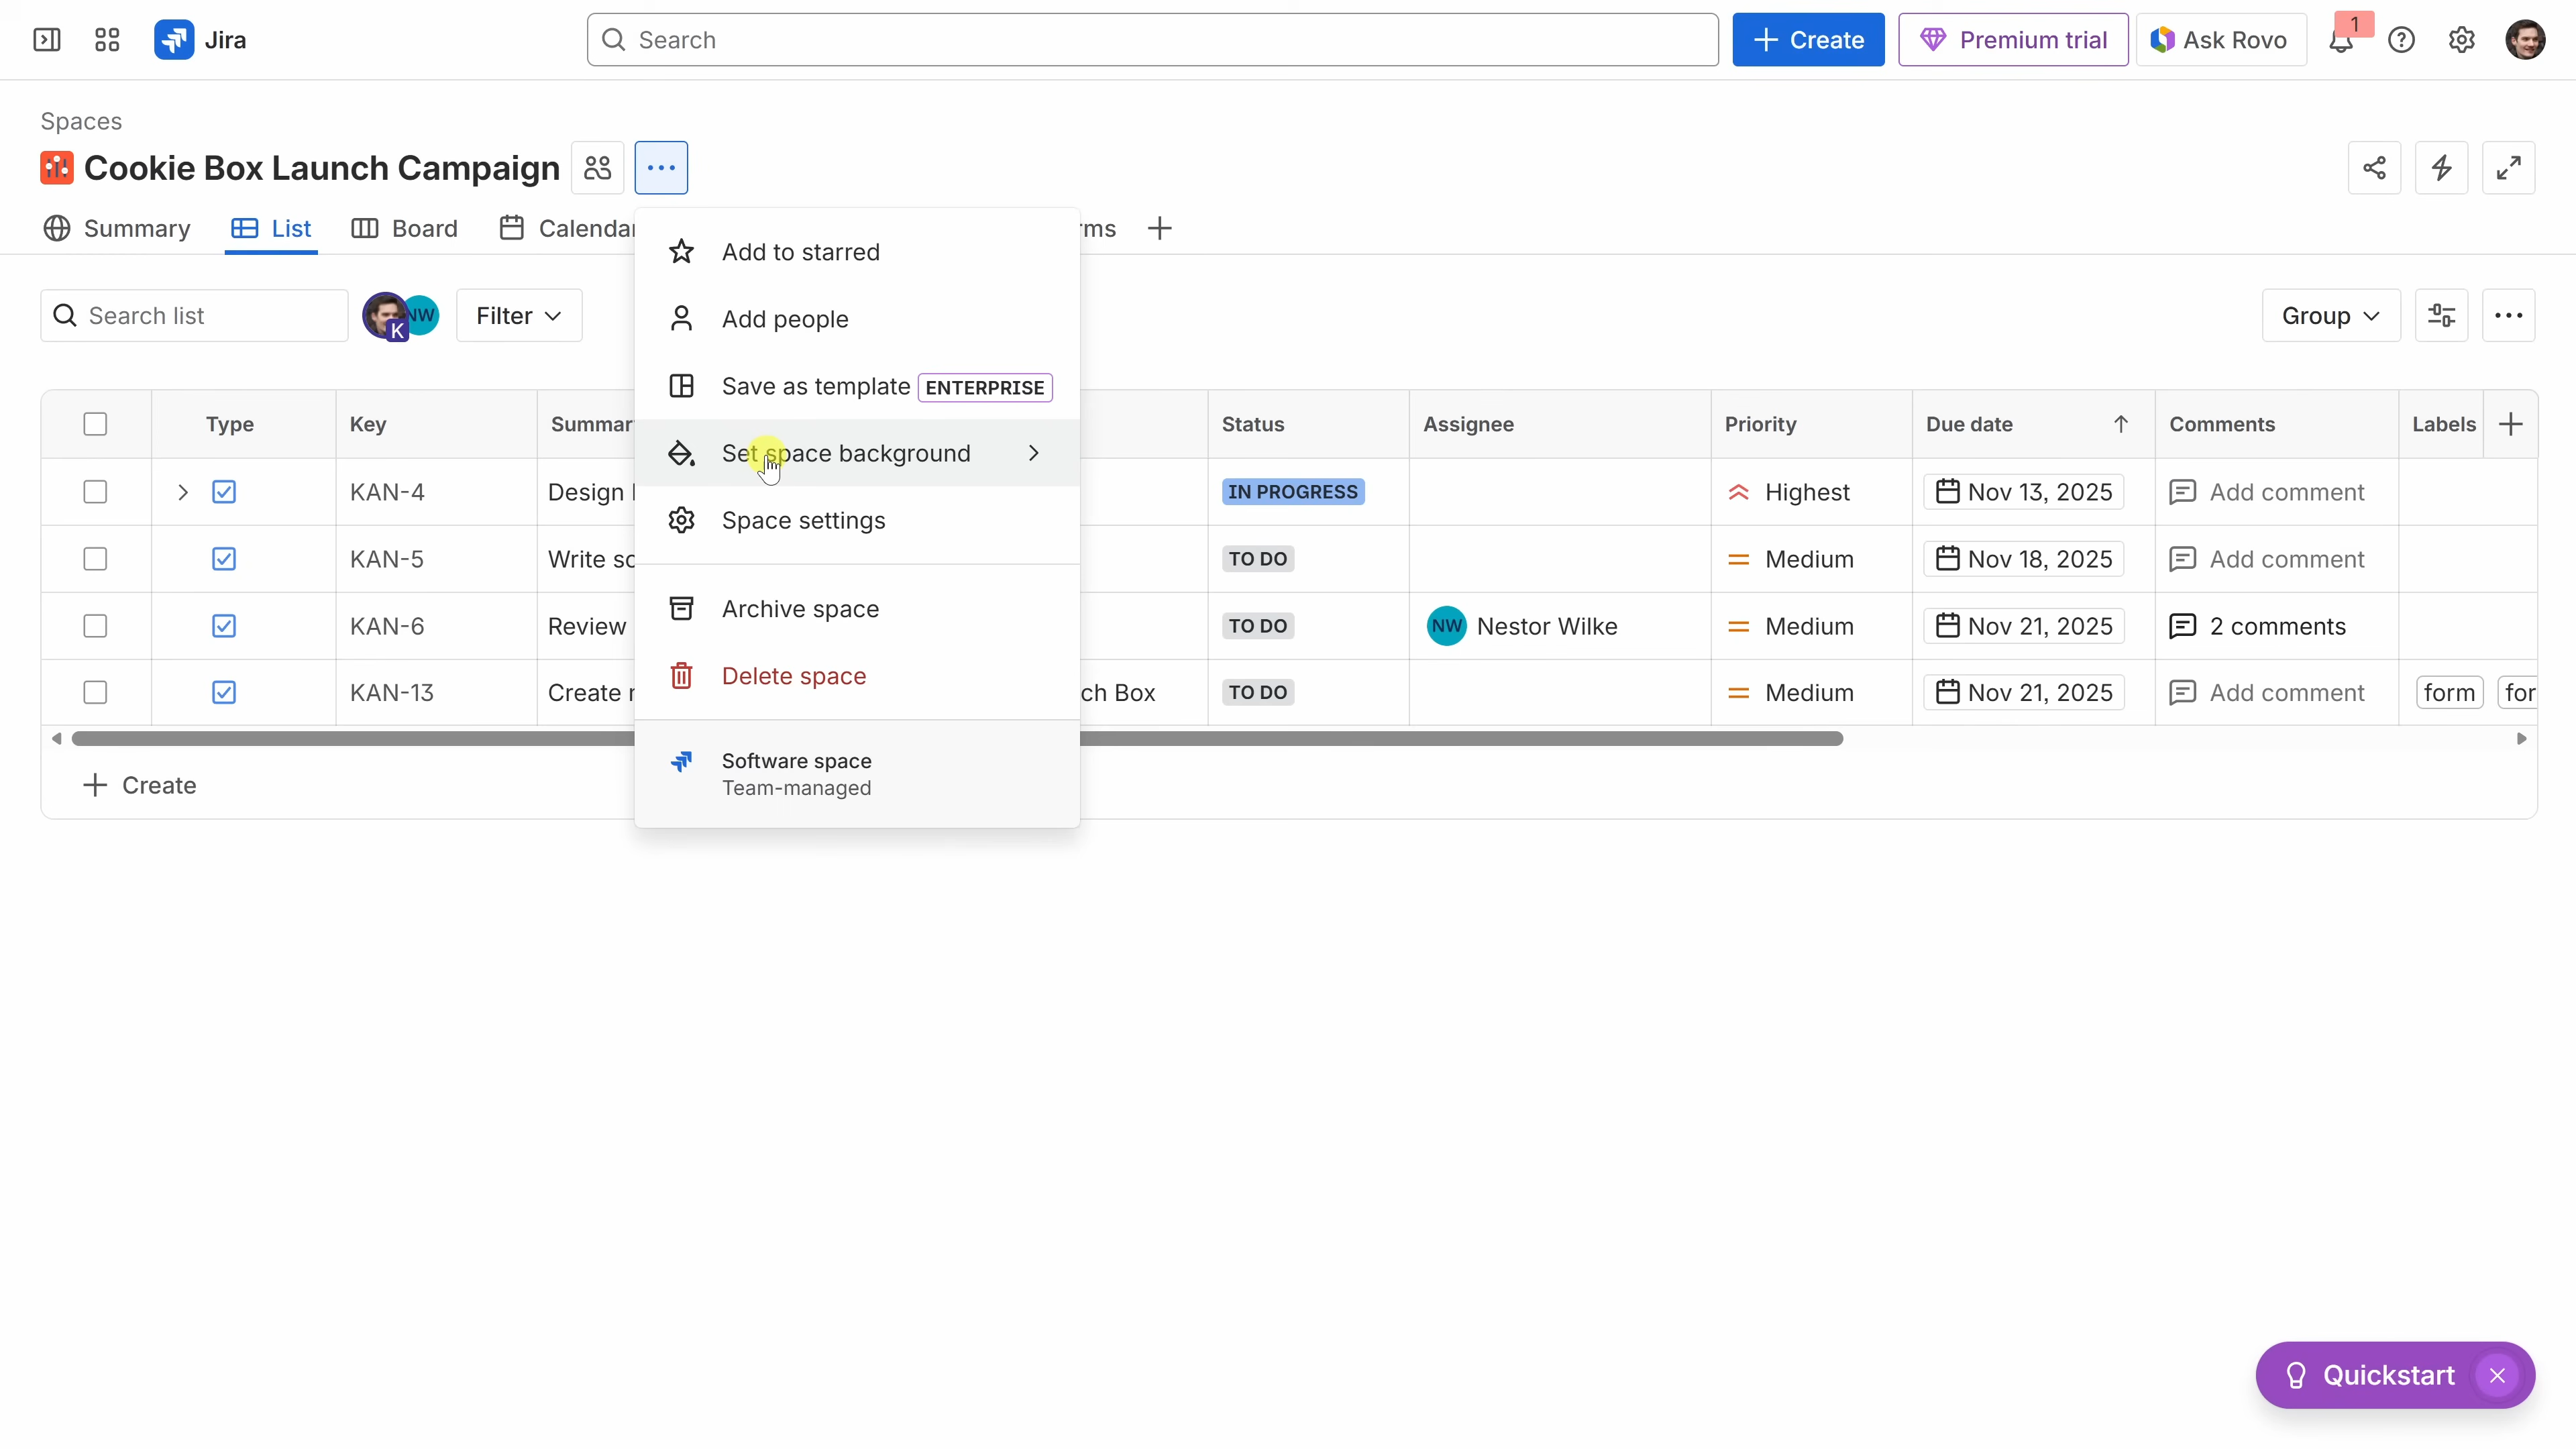 Jira
Search
Create
Premium trial
Ask Rovo
1
Spaces
Cookie Box Launch Campaign
Summary
List
Board
Calendar
rms
Add to starred
Add people
Save as template ENTERPRISE
Set space background
Space settings
Archive space
Delete space
Software space
Team-managed
Search list
K
NW
Filter
Group
Type Key Summar Status Assignee Priority Due date Comments Labels
KAN-4 Design IN PROGRESS Highest Nov 13, 2025 Add comment
KAN-5 Write sc TO DO Medium Nov 18, 2025 Add comment
KAN-6 Review TO DO NW Nestor Wilke Medium Nov 21, 2025 2 comments
KAN-13 Create ch Box TO DO Medium Nov 21, 2025 Add comment form for
Create
Quickstart